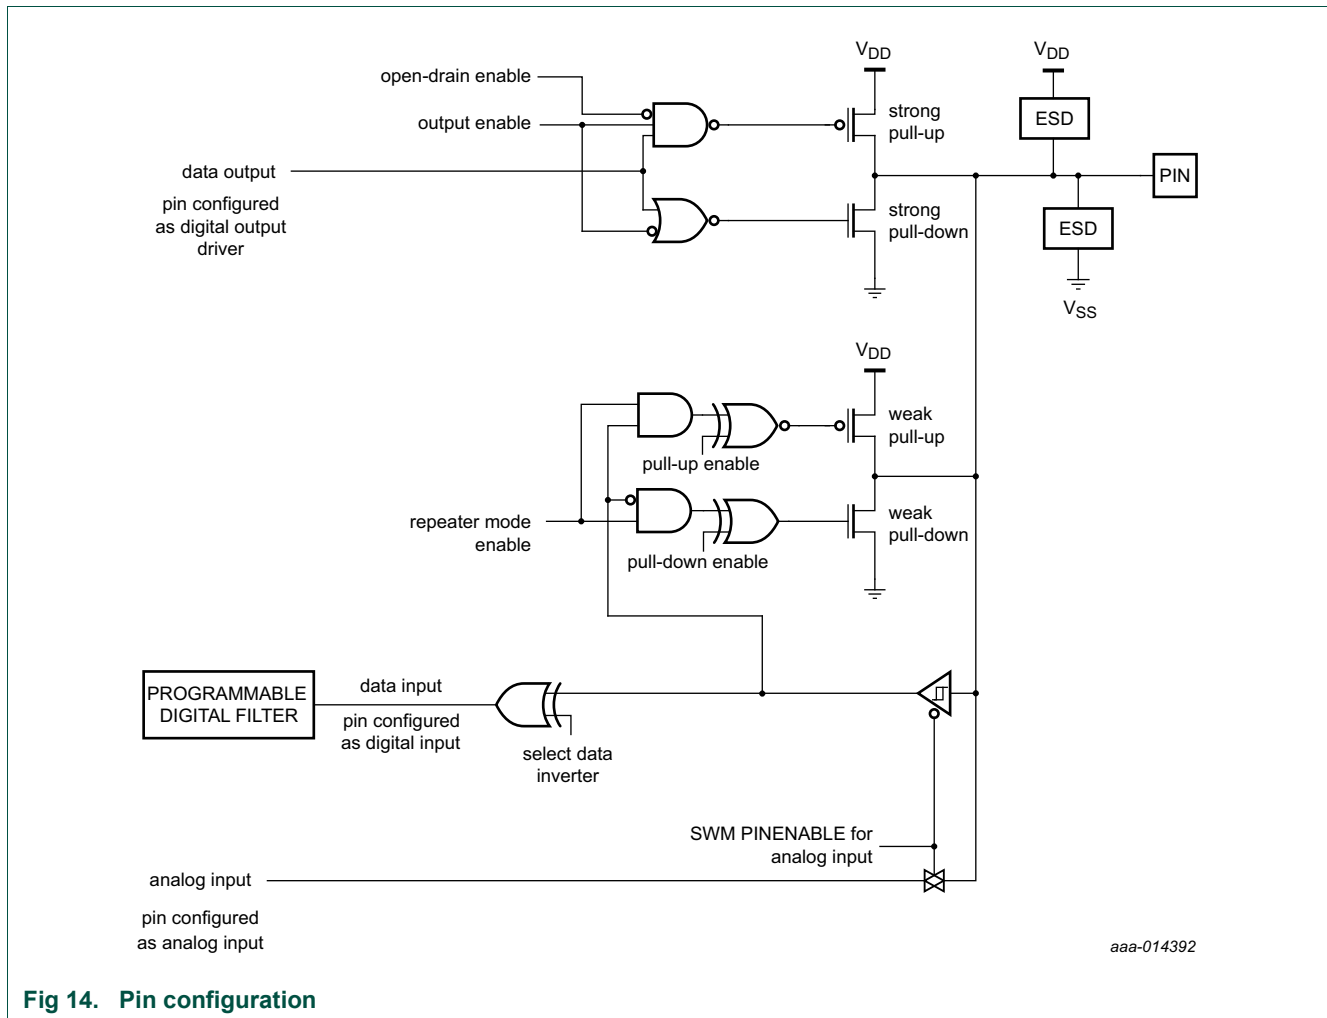 VDD
VDD
open-drain enable
strong
pull-up
ESD
output enable
data output
PIN
pin configured
as digital output
driver
strong
pull-down
ESD
VSS
VDD
weak
pull-up
pull-up enable
repeater mode
enable
weak
pull-down
pull-down enable
PROGRAMMABLE
DIGITAL FILTER
data input
pin configured
as digital input
select data
inverter
SWM PINENABLE for
analog input
analog input
pin configured
as analog input
aaa-014392
Fig 14. Pin configuration